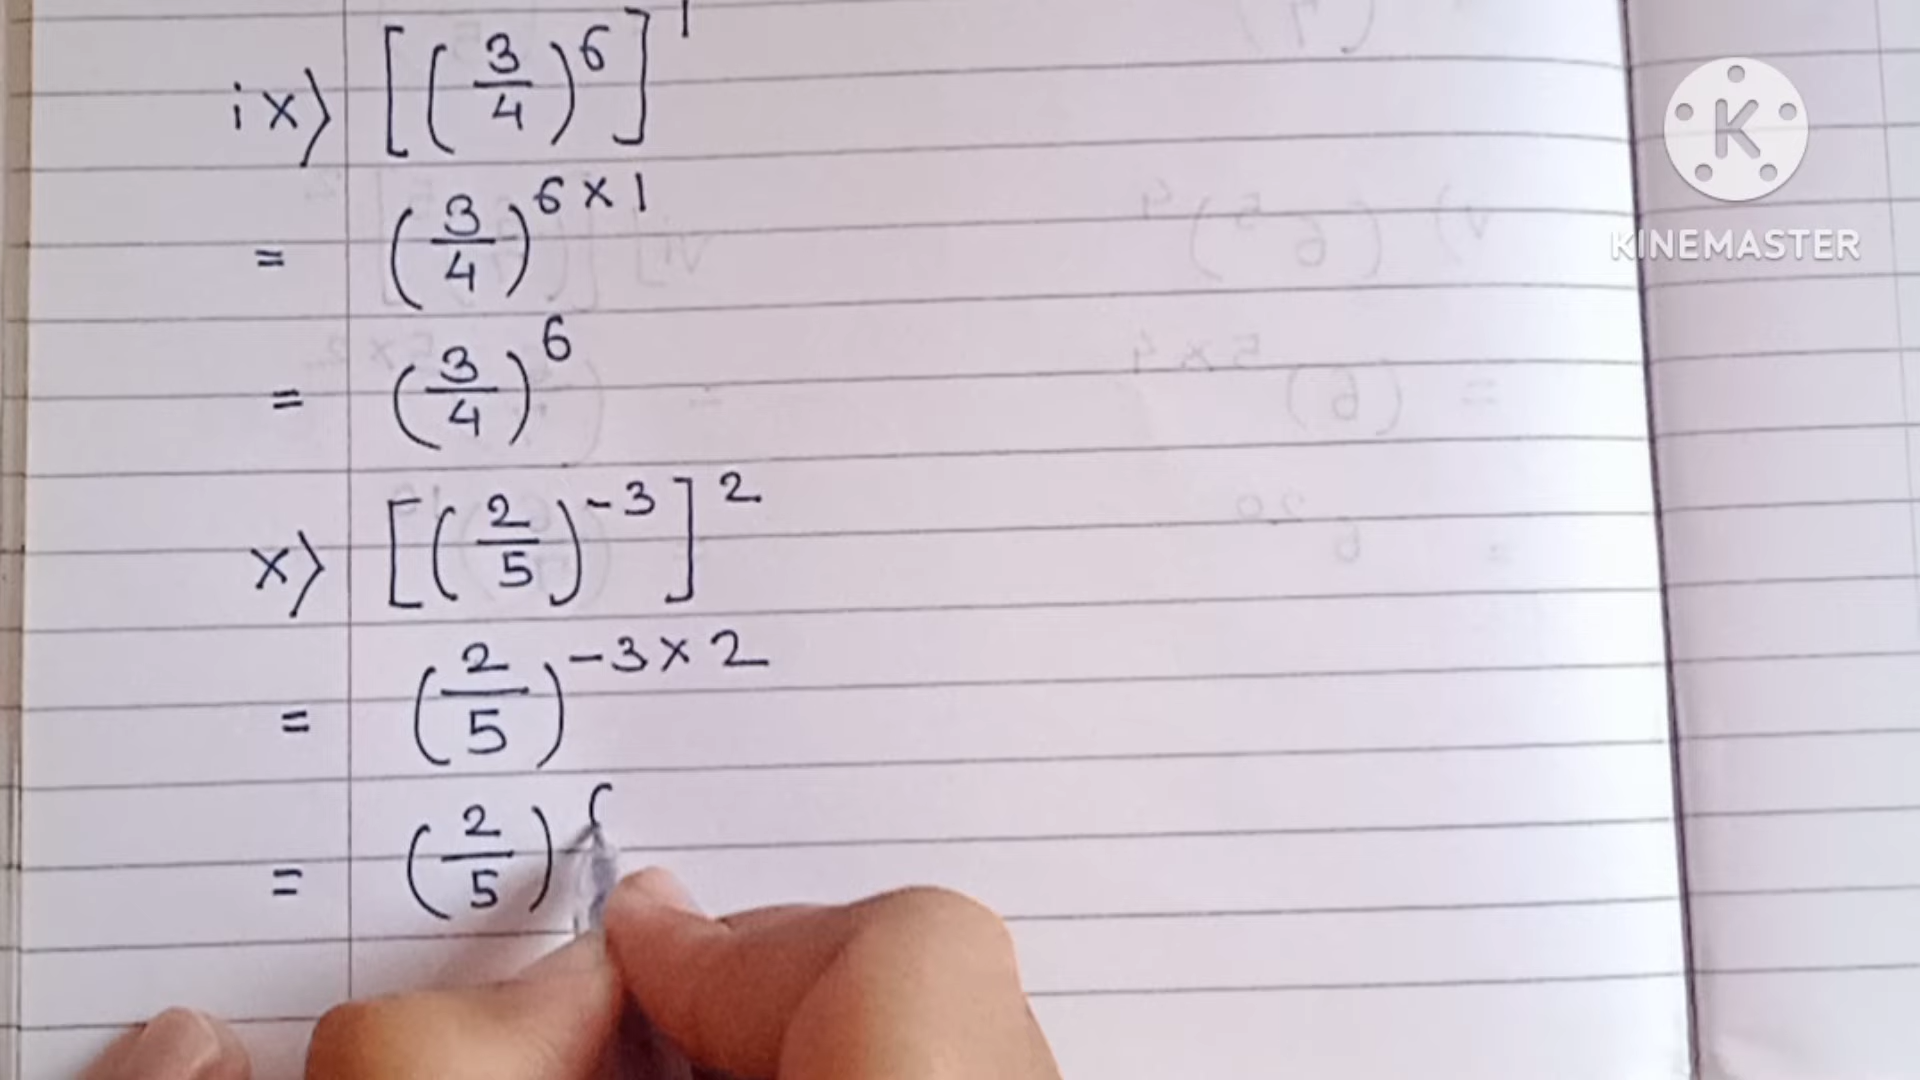 ix) [(3/4)^6]^1
= (3/4)^6×1
= (3/4)^6
x) [(2/5)^-3]^2
= (2/5)^-3×2
= (2/5)
KINEMASTER